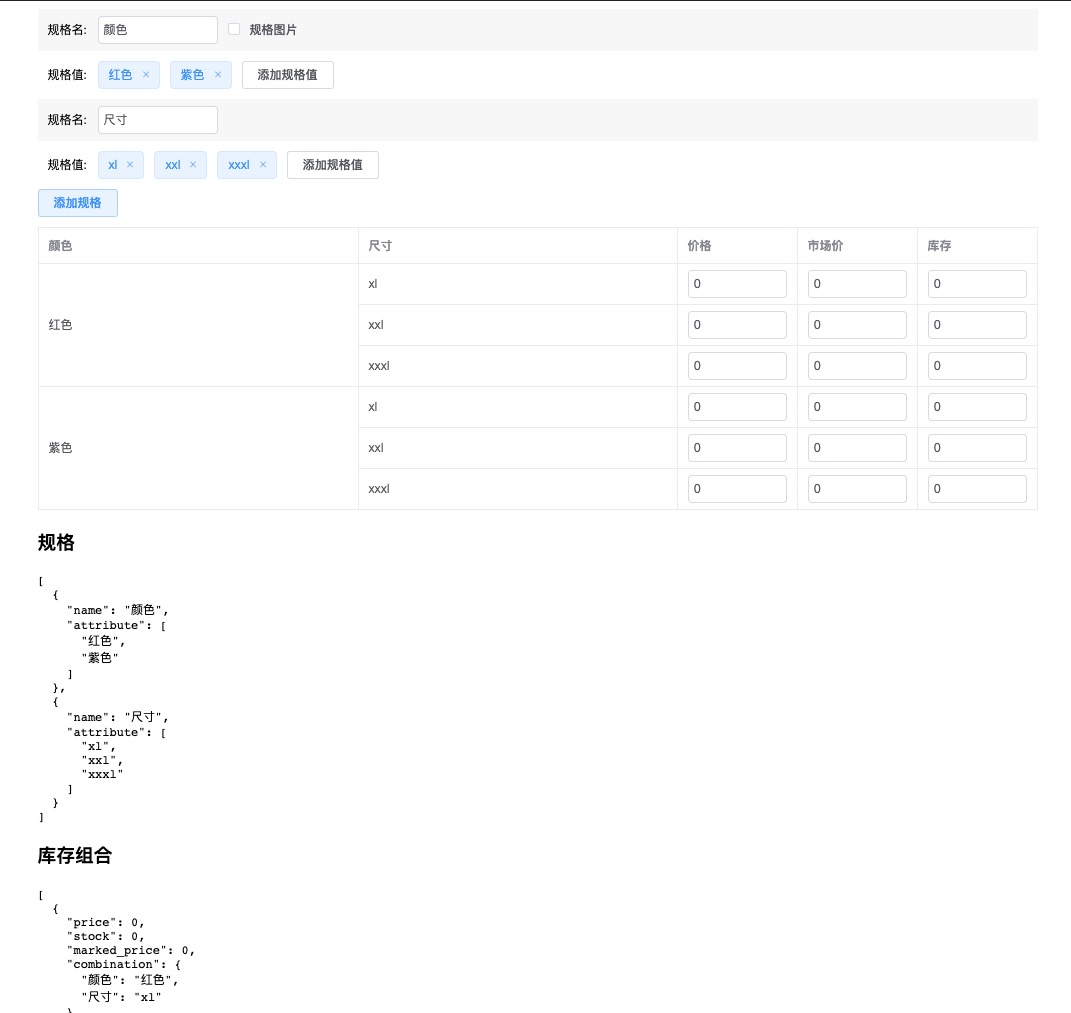 规格名: 颜色 规格图片
规格值: 红色 × 紫色 × 添加规格值
规格名: 尺寸
规格值: xl × xxl × xxxl × 添加规格值
添加规格
颜色 尺寸 价格 市场价 库存
xl 0 0 0
红色 xxl 0 0 0
xxxl 0 0 0
xl 0 0 0
紫色 xxl 0 0 0
xxxl 0 0 0
规格
[
{
"name": "颜色",
"attribute": [
"红色",
"紫色"
]
},
{
"name": "尺寸",
"attribute": [
"xl",
"xxl",
"xxxl"
]
}
]
库存组合
[
{
"price": 0,
"stock": 0,
"marked_price": 0,
"combination": {
"颜色": "红色",
"尺寸": "xl"
}